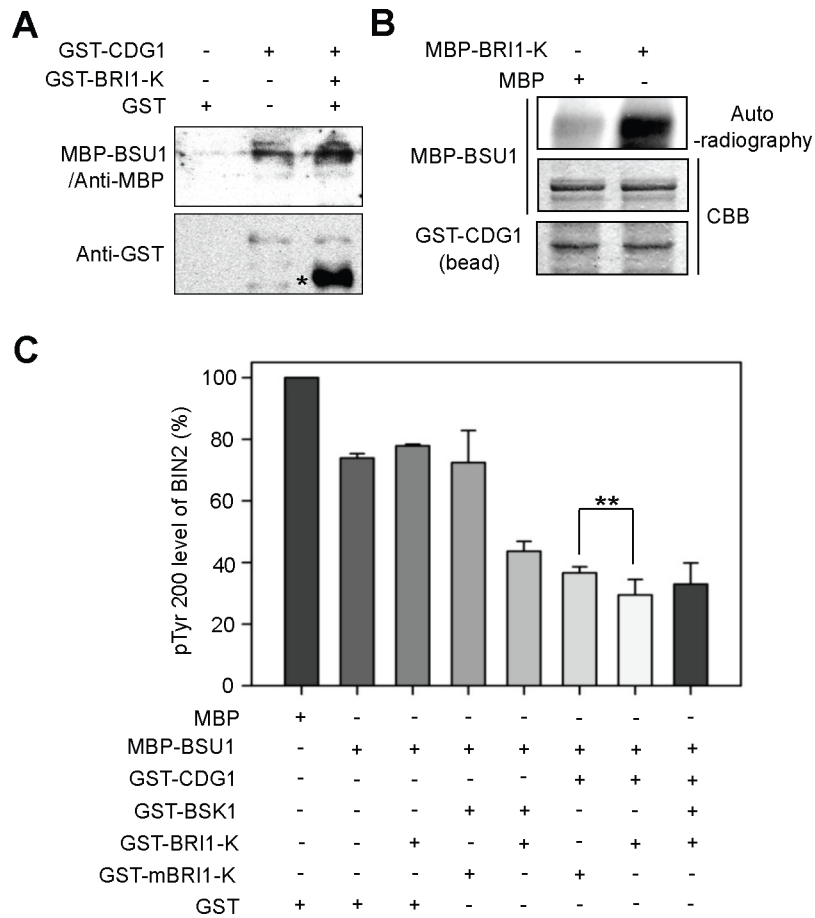 A
GST-CDG1 - + +
GST-BRI1-K - - +
GST + - +
MBP-BSU1
/Anti-MBP
Anti-GST
*
B
MBP-BRI1-K - +
MBP + -
MBP-BSU1
Auto
-radiography
GST-CDG1
(bead)
CBB
C
pTyr 200 level of BIN2 (%)
100
80
60
40
20
0
**
MBP + - - - - - - -
MBP-BSU1 - + + + + + + +
GST-CDG1 - - - - - + + +
GST-BSK1 - - - + + - - +
GST-BRI1-K - - + - + - + +
GST-mBRI1-K - - - + - + - -
GST + + + - - - - -